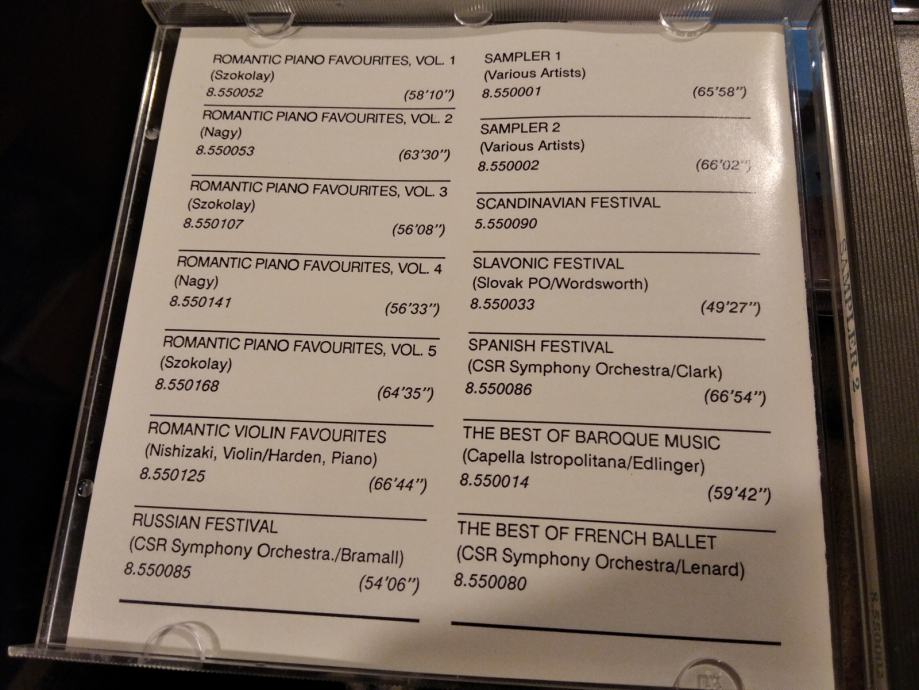 ROMANTIC PIANO FAVOURITES, VOL. 1
(Szokolay)
8.550052 (58'10")
ROMANTIC PIANO FAVOURITES, VOL. 2
(Nagy)
8.550053 (63'30")
ROMANTIC PIANO FAVOURITES, VOL. 3
(Szokolay)
8.550107 (56'08")
ROMANTIC PIANO FAVOURITES, VOL. 4
(Nagy)
8.550141 (56'33")
ROMANTIC PIANO FAVOURITES, VOL. 5
(Szokolay)
8.550168 (64'35")
ROMANTIC VIOLIN FAVOURITES
(Nishizaki, Violin/Harden, Piano)
8.550125 (66'44")
RUSSIAN FESTIVAL
(CSR Symphony Orchestra./Bramall)
8.550085 (54'06")
SAMPLER 1
(Various Artists)
8.550001 (65'58")
SAMPLER 2
(Various Artists)
8.550002 (66'02")
SCANDINAVIAN FESTIVAL
5.550090
SLAVONIC FESTIVAL
(Slovak PO/Wordsworth)
8.550033 (49'27")
SPANISH FESTIVAL
(CSR Symphony Orchestra/Clark)
8.550086 (66'54")
THE BEST OF BAROQUE MUSIC
(Capella Istropolitana/Edlinger)
8.550014 (59'42")
THE BEST OF FRENCH BALLET
(CSR Symphony Orchestra/Lenard)
8.550080
SAMPLER 2